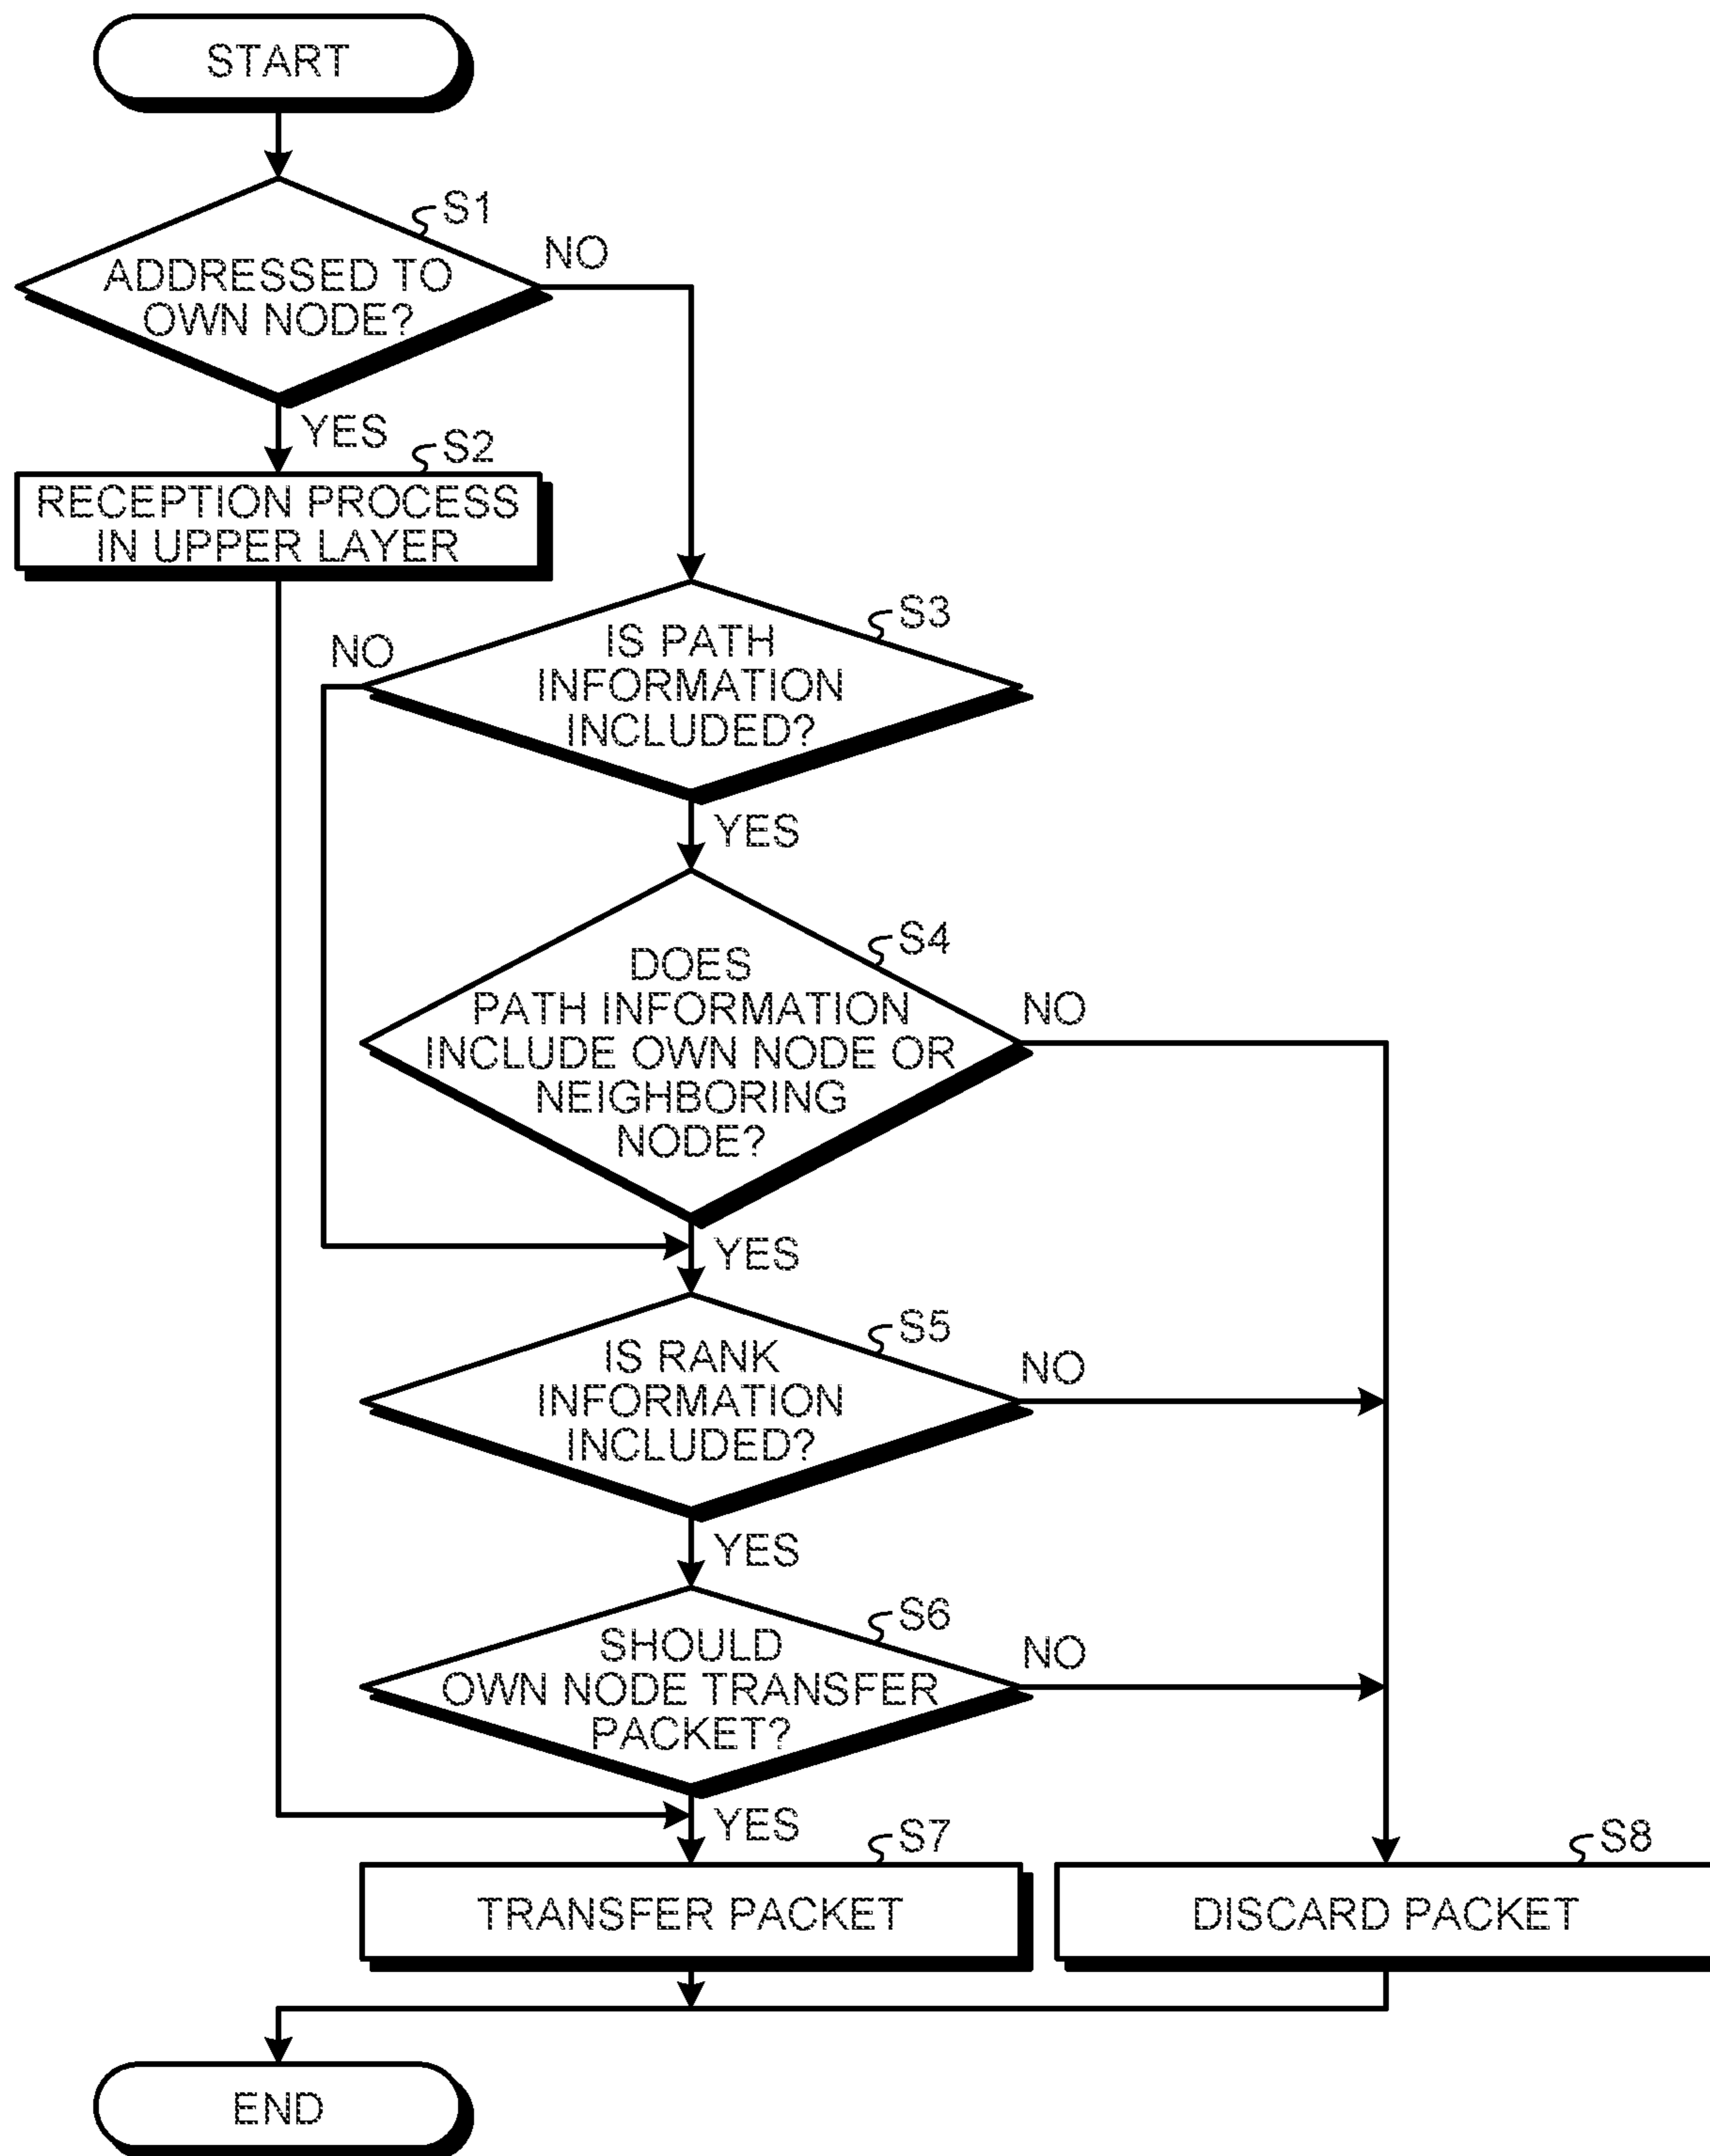 START
S1
NO
ADDRESSED TO
OWN NODE?
YES
S2
RECEPTION PROCESS
IN UPPER LAYER
S3
NO
IS PATH
INFORMATION
INCLUDED?
YES
S4
DOES
PATH INFORMATION
INCLUDE OWN NODE OR
NEIGHBORING
NODE?
NO
YES
S5
IS RANK
INFORMATION
INCLUDED?
NO
YES
S6
SHOULD
OWN NODE TRANSFER
PACKET?
NO
YES
S7
TRANSFER PACKET
S8
DISCARD PACKET
END